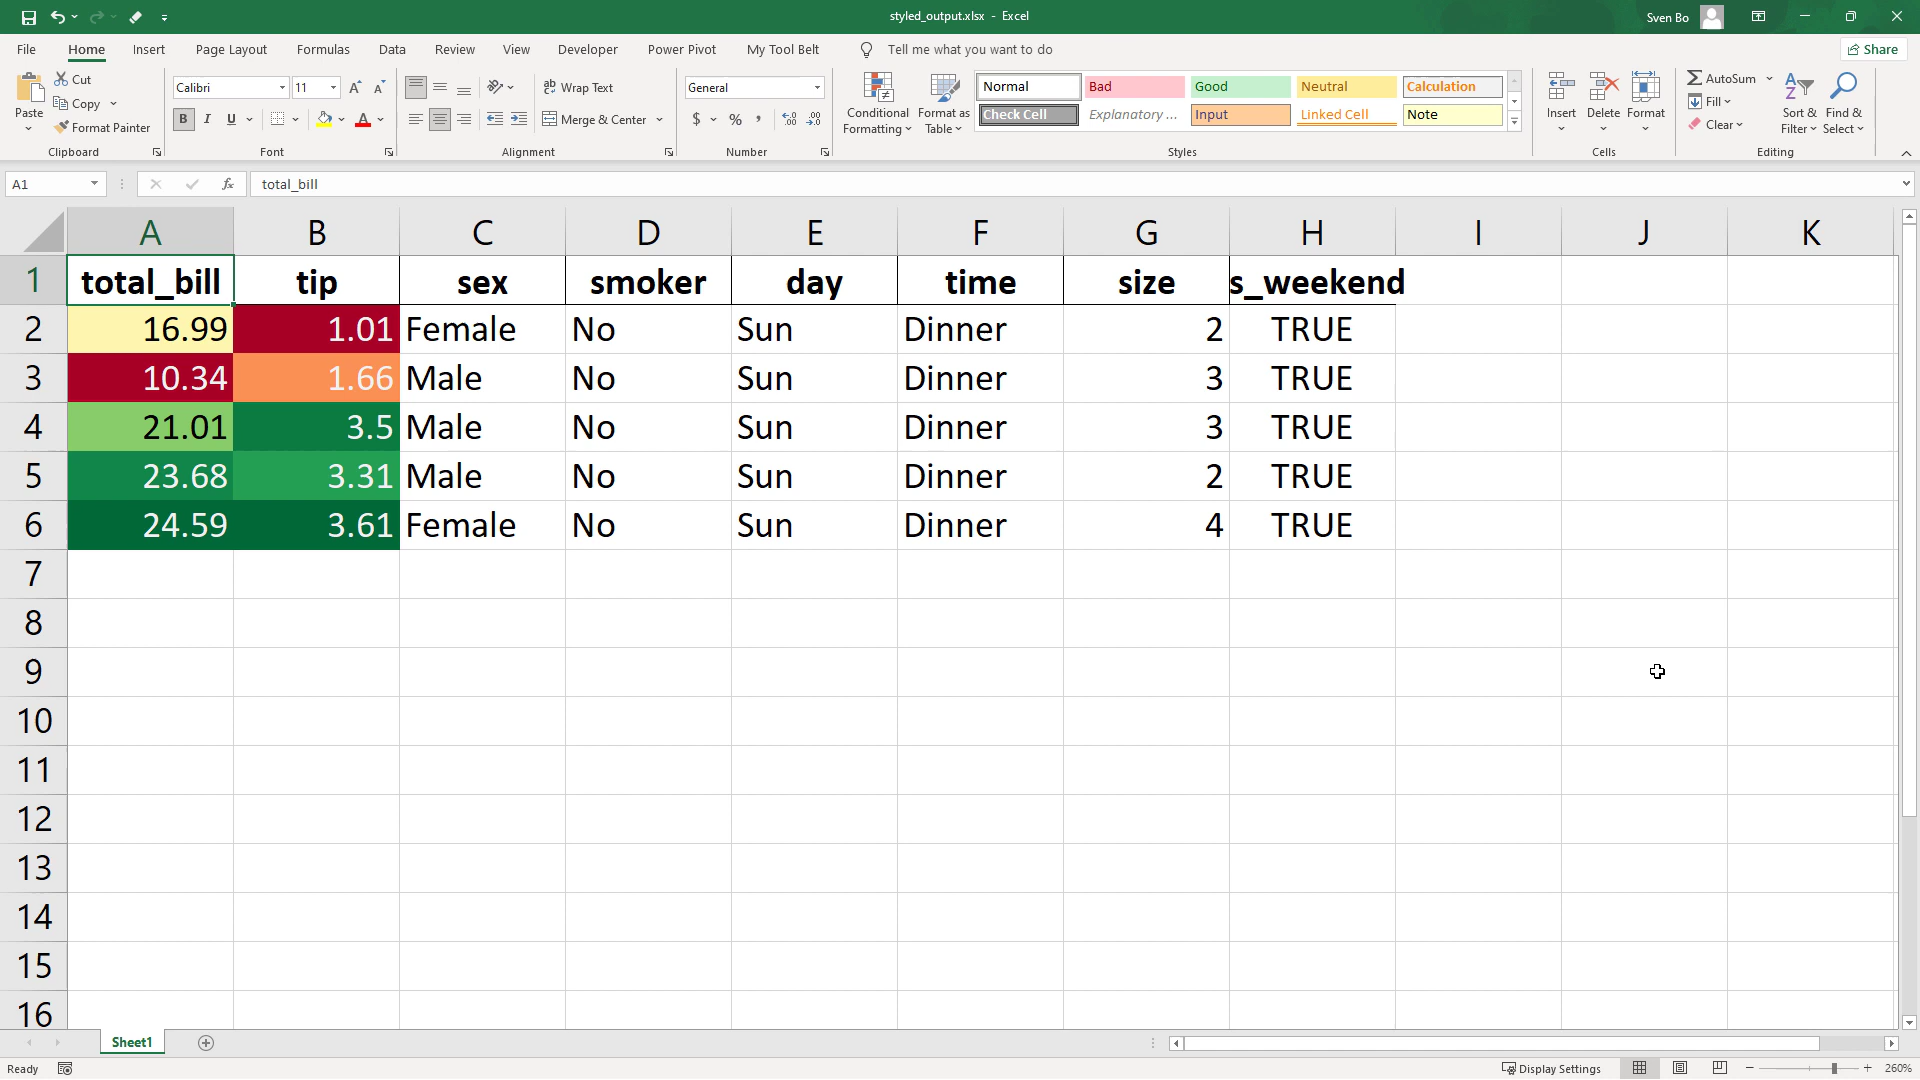 styled_output.xlsx - Excel
Sven Bo
File Home Insert Page Layout Formulas Data Review View Developer Power Pivot My Tool Belt Tell me what you want to do Share
Paste
Cut
Copy
Format Painter
Clipboard
Calibri 11
B I U
Font
Wrap Text
Merge & Center
Alignment
General
$ % ,
Number
Conditional
Formatting
Format as
Table
Normal Bad Good Neutral Calculation
Check Cell Explanatory ... Input Linked Cell Note
Styles
Insert Delete Format
Cells
AutoSum
Fill
Clear
Sort &
Filter
Find &
Select
Editing
A1 fx total_bill
A B C D E F G H I J K
1 total_bill tip sex smoker day time size s_weekend
2 16.99 1.01 Female No Sun Dinner 2 TRUE
3 10.34 1.66 Male No Sun Dinner 3 TRUE
4 21.01 3.5 Male No Sun Dinner 3 TRUE
5 23.68 3.31 Male No Sun Dinner 2 TRUE
6 24.59 3.61 Female No Sun Dinner 4 TRUE
7
8
9
10
11
12
13
14
15
16
Sheet1
Ready Display Settings 260%